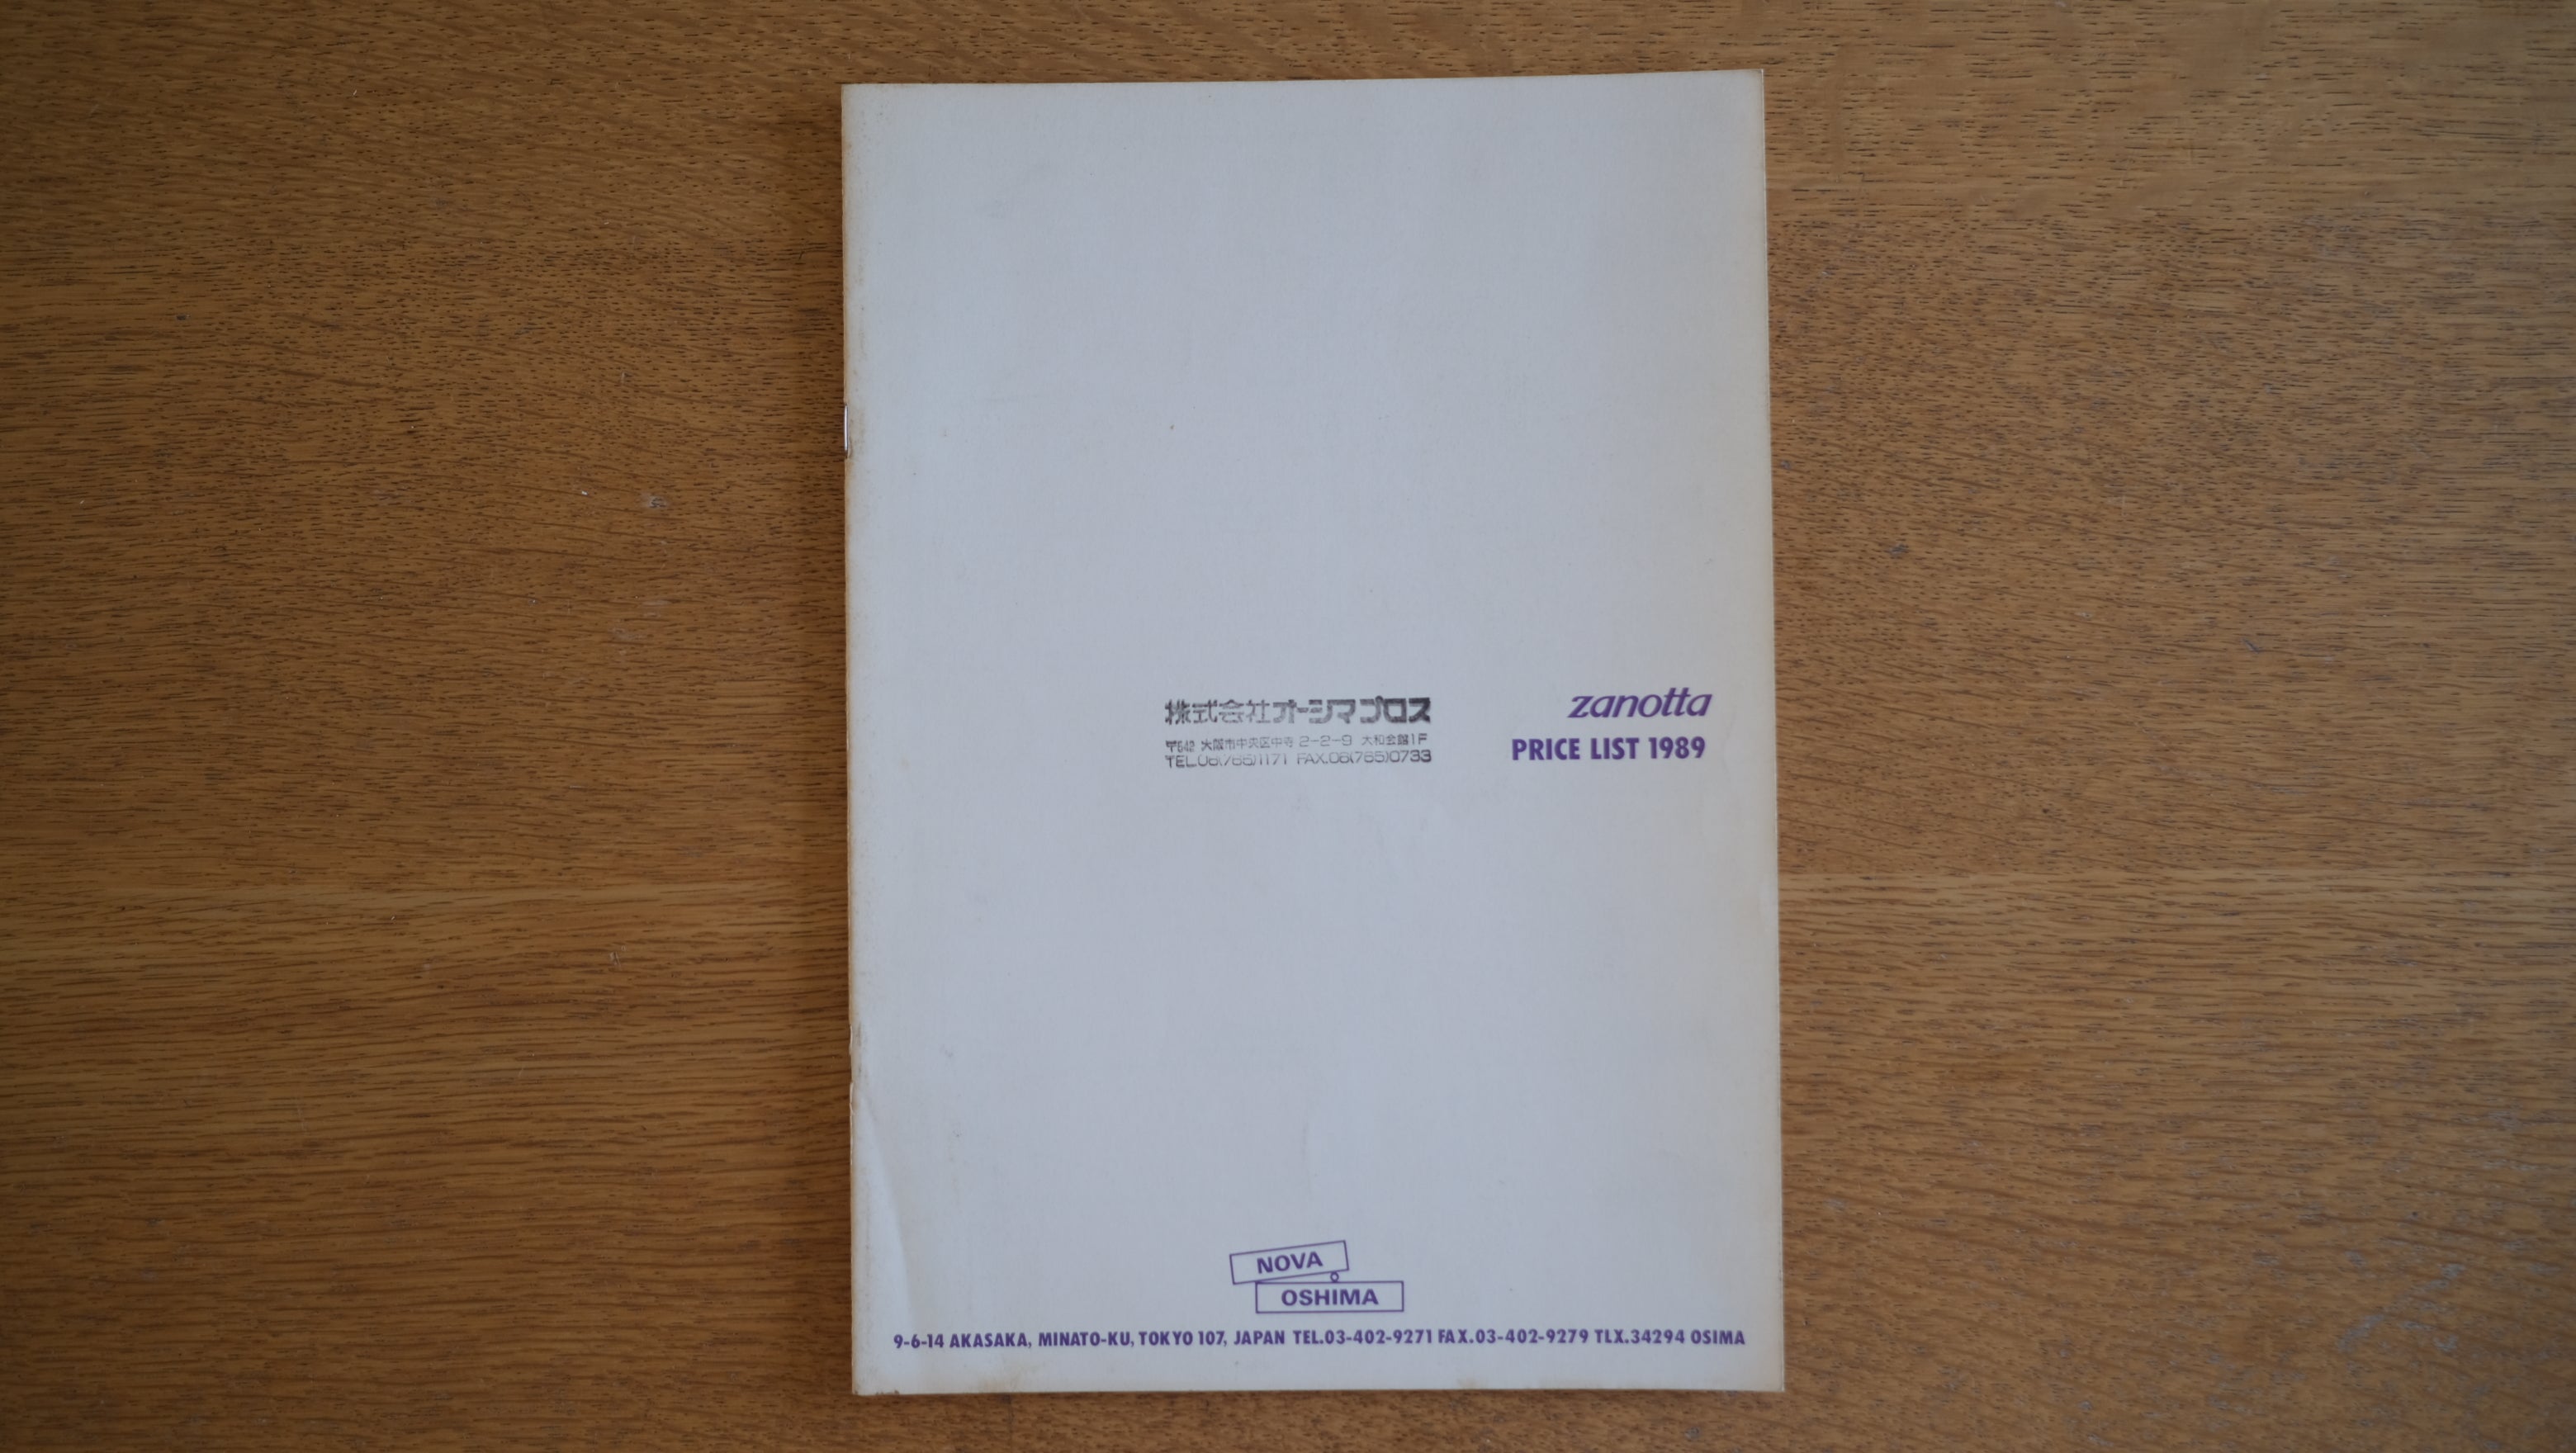 zanotta
PRICE LIST 1989
株式会社オーシマプロス
〒542 大阪市中央区中寺 2-2-9 大和会館1F
TEL.06(765)1171 FAX.06(765)0733
NOVA
OSHIMA
9-6-14 AKASAKA, MINATO-KU, TOKYO 107, JAPAN TEL.03-402-9271 FAX.03-402-9279 TLX.34294 OSIMA